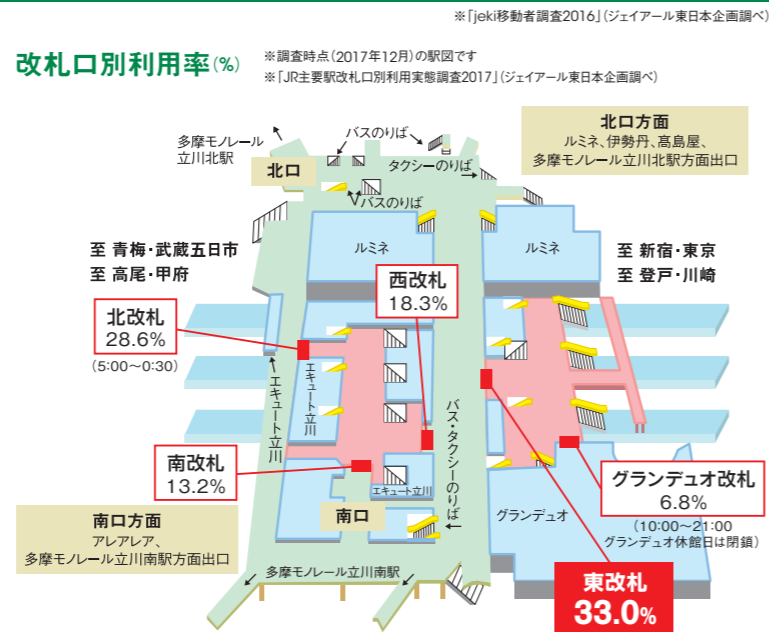 ※「jeki移動者調査2016」(ジェイアール東日本企画調べ)
改札口別利用率(%)
※調査時点(2017年12月)の駅図です
※「JR主要駅改札口別利用実態調査2017」(ジェイアール東日本企画調べ)
北口方面
ルミネ、伊勢丹、髙島屋、
多摩モノレール立川北駅方面出口
多摩モノレール
立川北駅
バスのりば
タクシーのりば
北口
バスのりば
ルミネ
ルミネ
至 青梅・武蔵五日市
至 高尾・甲府
至 新宿・東京
至 登戸・川崎
西改札
18.3%
北改札
28.6%
(5:00〜0:30)
エキュート立川
エキュート立川
バス・タクシーのりば
南改札
13.2%
エキュート立川
グランデュオ改札
6.8%
(10:00〜21:00
グランデュオ休館日は閉鎖)
南口
グランデュオ
南口方面
アレアレア、
多摩モノレール立川南駅方面出口
多摩モノレール立川南駅
東改札
33.0%